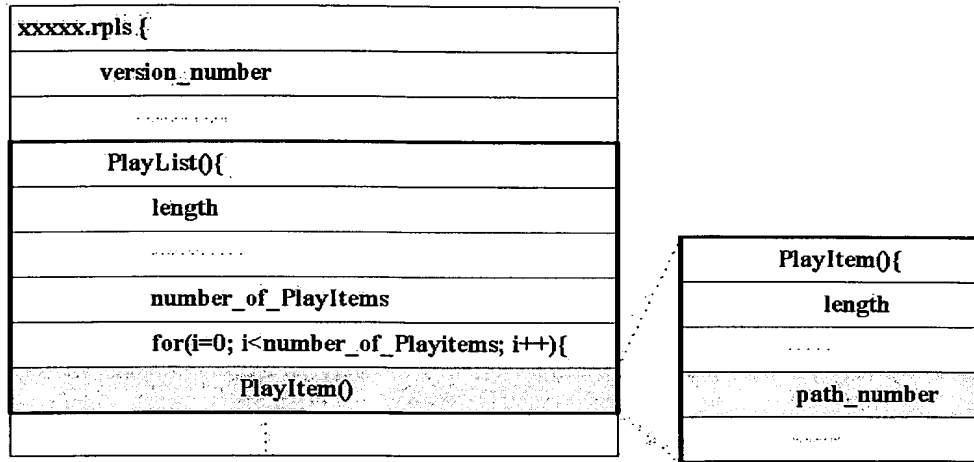 xxxxx.rpls {
version_number
..........
PlayList(){
length
..........
number_of_PlayItems
for(i=0; i<number_of_Playitems; i++){
PlayItem()
PlayItem(){
length
.....
path_number
......